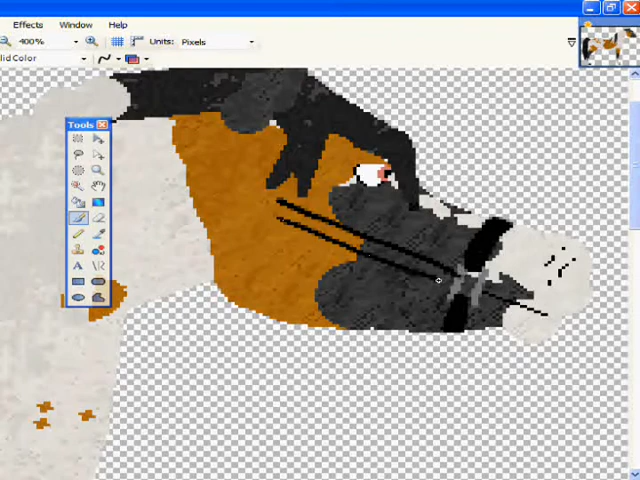 Effects Window Help
400% Units: Pixels
lid Color
Tools
A